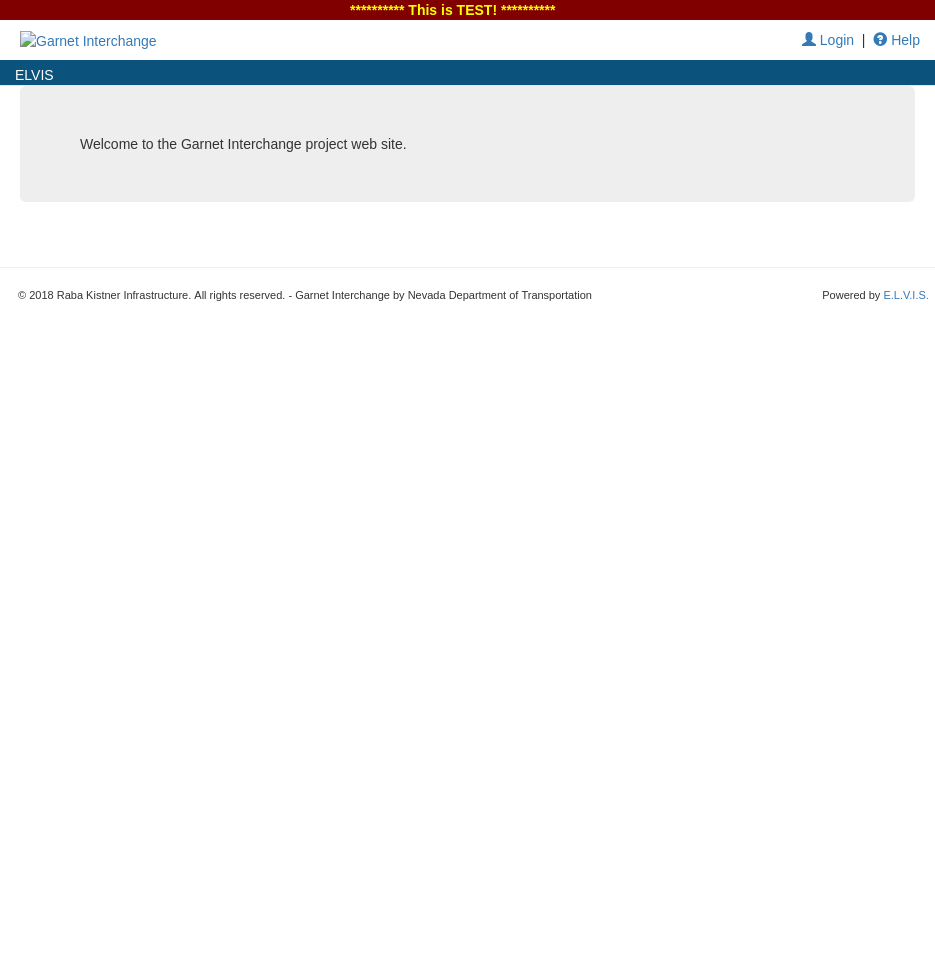 ********** This is TEST! **********
Garnet Interchange
Login | Help
ELVIS
Welcome to the Garnet Interchange project web site.
© 2018 Raba Kistner Infrastructure. All rights reserved. - Garnet Interchange by Nevada Department of Transportation
Powered by E.L.V.I.S.